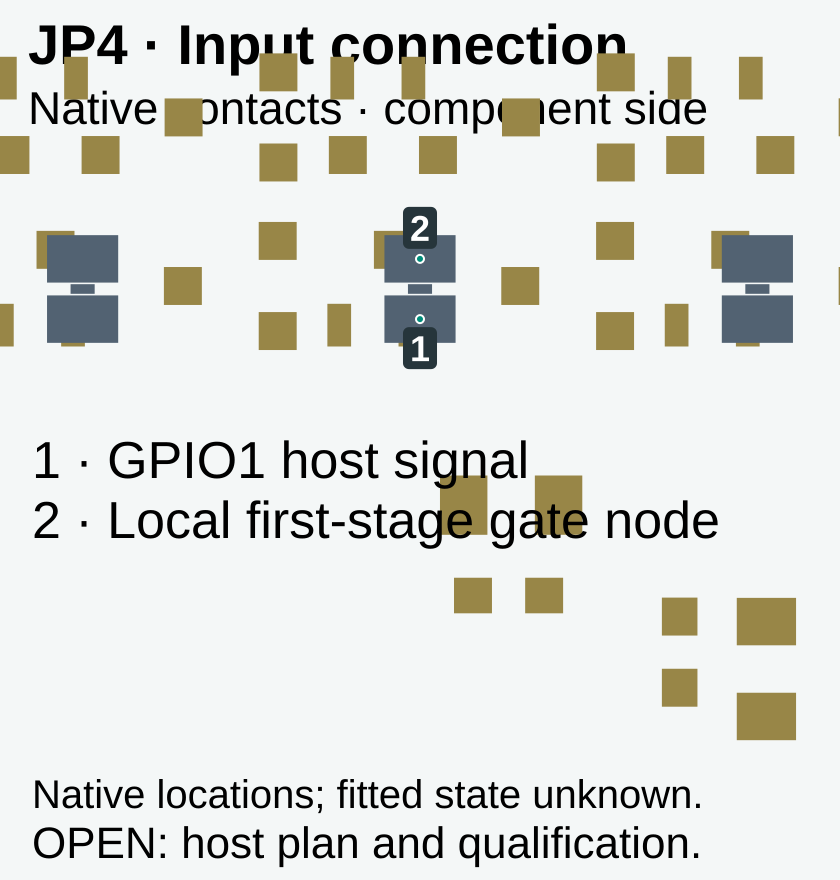 JP4 · Input connection
Native contacts · component side
2
1
1 · GPIO1 host signal
2 · Local first-stage gate node
Native locations; fitted state unknown.
OPEN: host plan and qualification.